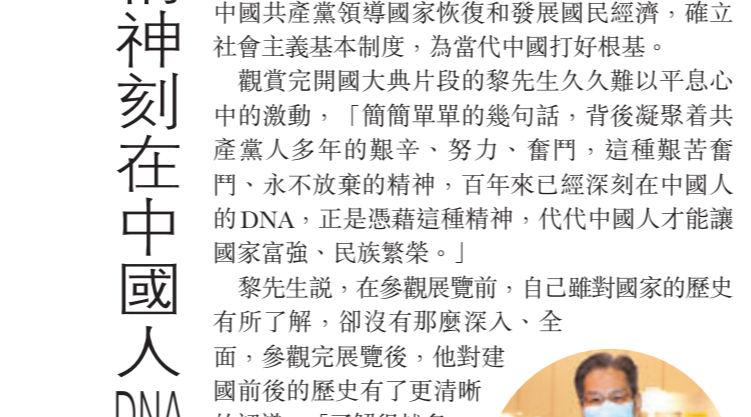 神刻在中國人DNA
中國共產黨領導國家恢復和發展國民經濟，確立
社會主義基本制度，為當代中國打好根基。
觀賞完開國大典片段的黎先生久久難以平息心
中的激動，「簡簡單單的幾句話，背後凝聚着共
產黨人多年的艱辛、努力、奮鬥，這種艱苦奮
鬥、永不放棄的精神，百年來已經深刻在中國人
的DNA，正是憑藉這種精神，代代中國人才能讓
國家富強、民族繁榮。」
黎先生説，在參觀展覽前，自己雖對國家的歷史
有所了解，卻沒有那麼深入、全
面，參觀完展覽後，他對建
國前後的歷史有了更清晰